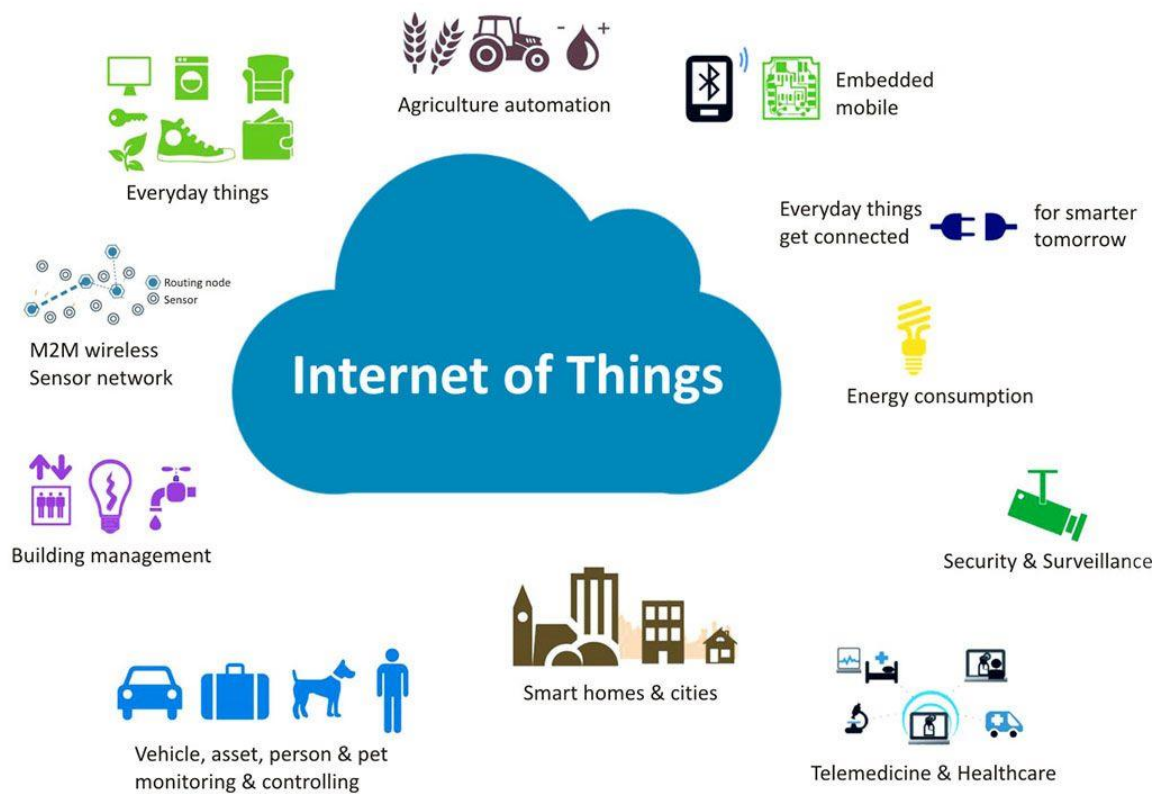 Agriculture automation
Embedded
mobile
Everyday things
Everyday things
get connected
for smarter
tomorrow
Routing node
Sensor
M2M wireless
Sensor network
Internet of Things
Energy consumption
Building management
Security & Surveillance
Smart homes & cities
Vehicle, asset, person & pet
monitoring & controlling
Telemedicine & Healthcare